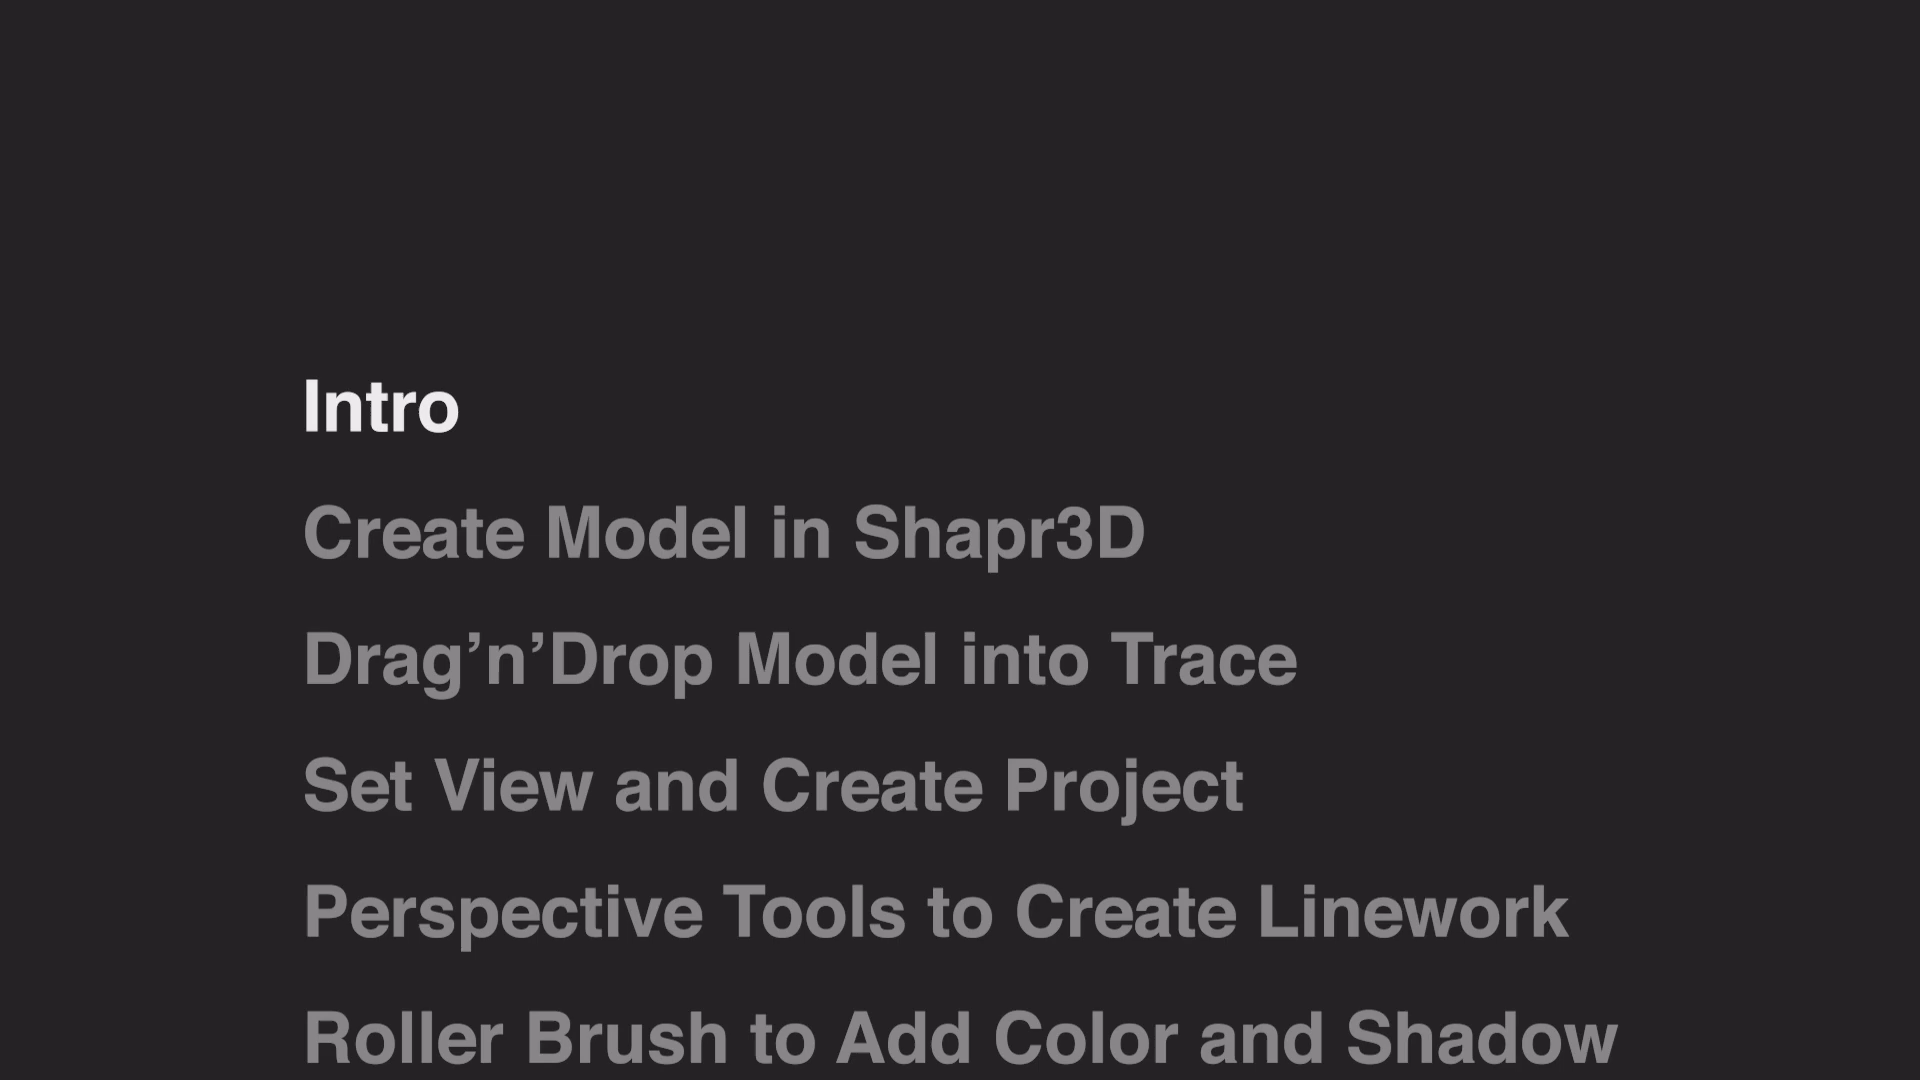 Intro
Create Model in Shapr3D
Drag’n’Drop Model into Trace
Set View and Create Project
Perspective Tools to Create Linework
Roller Brush to Add Color and Shadow